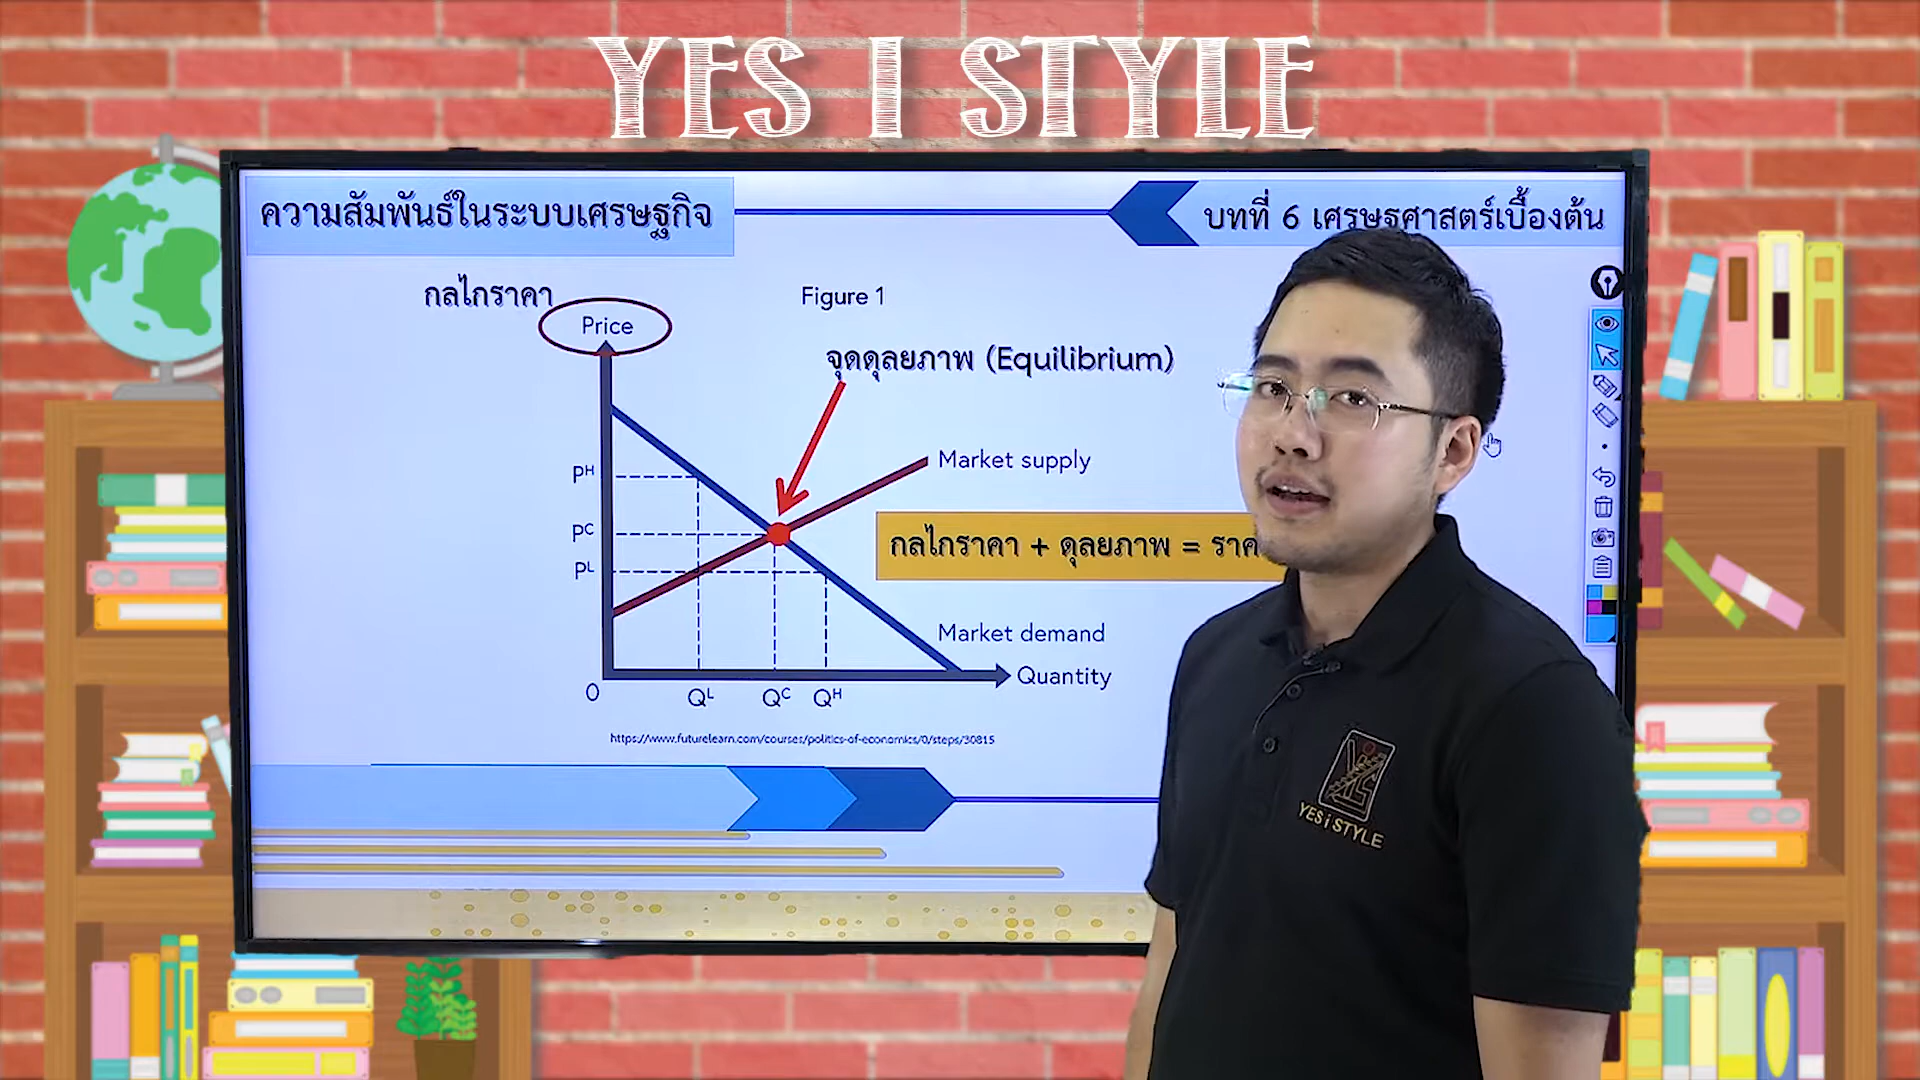 YES I STYLE
ความสัมพันธ์ในระบบเศรษฐกิจ
บทที่ 6 เศรษฐศาสตร์เบื้องต้น
กลไกราคา
Figure 1
Price
จุดดุลยภาพ (Equilibrium)
Market supply
Pᴴ
Pᶜ
Pᴸ
กลไกราคา + ดุลยภาพ =
Market demand
Quantity
0
Qᴸ
Qᶜ
Qᴴ
https://www.futurelearn.com/courses/politics-of-economics/0/steps/30815
YES i STYLE